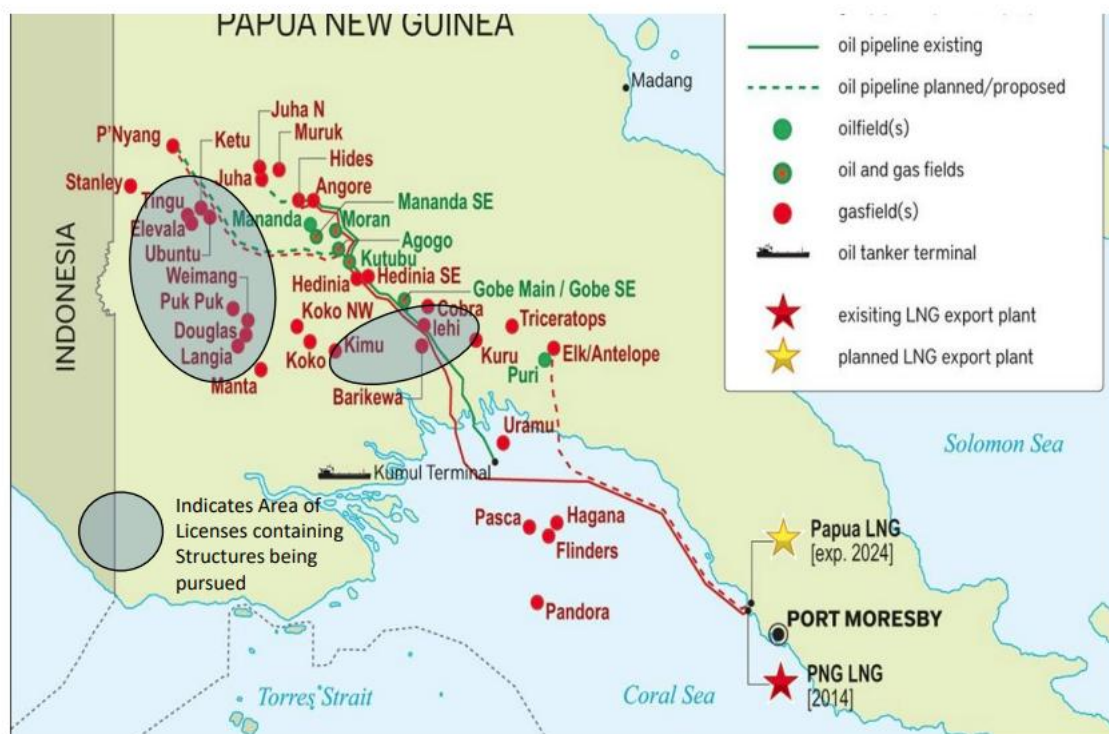 PAPUA NEW GUINEA
oil pipeline existing
oil pipeline planned/proposed
oilfield(s)
oil and gas fields
gasfield(s)
oil tanker terminal
exisiting LNG export plant
planned LNG export plant
Madang
Juha N
P'Nyang
Ketu
Muruk
Hides
Stanley
Juha
Angore
Tingu
Mananda SE
Elevala
Mananda
Moran
Ubuntu
Agogo
Kutubu
Weimang
Hedinia
Hedinia SE
Gobe Main / Gobe SE
Puk Puk
Koko NW
Cobra
Iehi
Triceratops
Douglas
Langia
Koko
Kimu
Kuru
Elk/Antelope
Puri
Manta
Barikewa
INDONESIA
Uramu
Solomon Sea
Kumul Terminal
Indicates Area of
Licenses containing
Structures being
pursued
Pasca
Hagana
Flinders
Papua LNG
[exp. 2024]
Pandora
PORT MORESBY
PNG LNG
[2014]
Torres Strait
Coral Sea